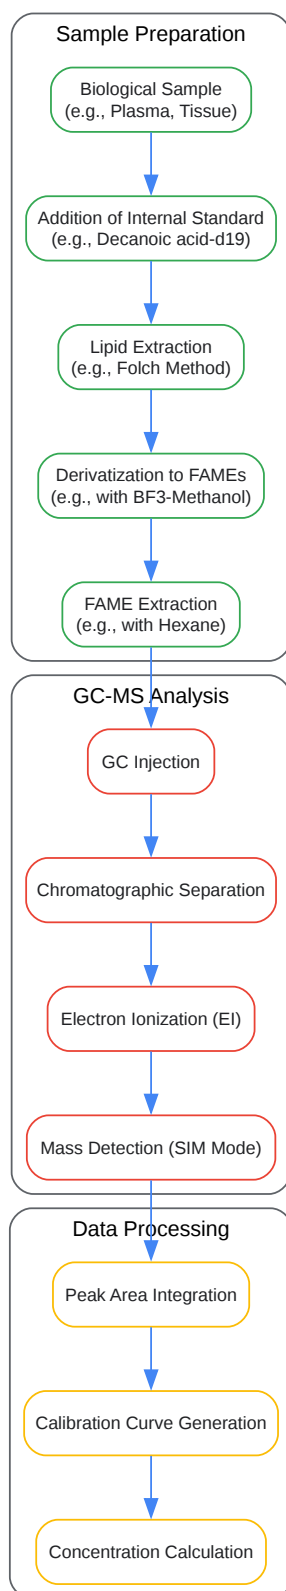 Sample Preparation
Biological Sample
(e.g., Plasma, Tissue)
Addition of Internal Standard
(e.g., Decanoic acid-d19)
Lipid Extraction
(e.g., Folch Method)
Derivatization to FAMEs
(e.g., with BF3-Methanol)
FAME Extraction
(e.g., with Hexane)
GC-MS Analysis
GC Injection
Chromatographic Separation
Electron Ionization (EI)
Mass Detection (SIM Mode)
Data Processing
Peak Area Integration
Calibration Curve Generation
Concentration Calculation